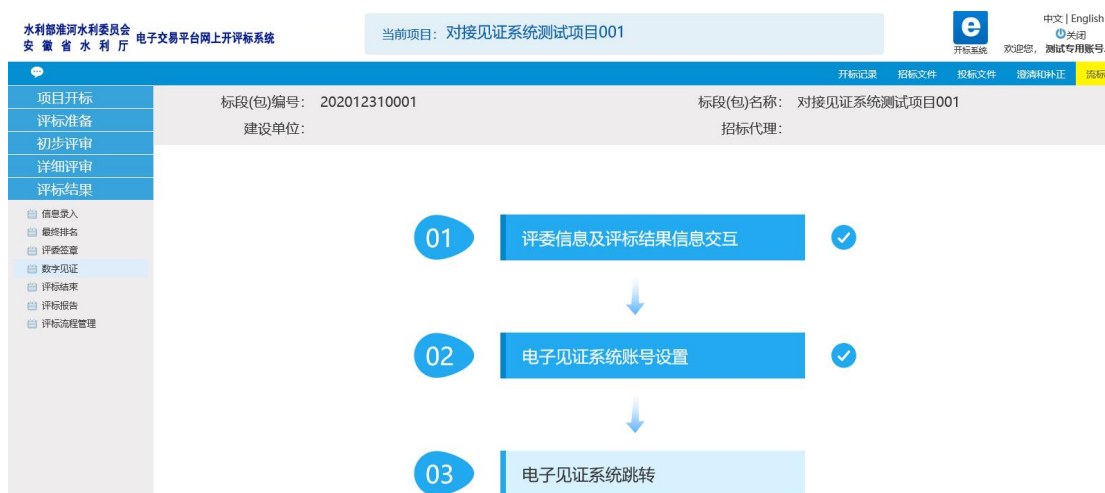 水利部淮河水利委员会
安徽省水利厅
电子交易平台网上开评标系统
当前项目：对接见证系统测试项目001
e
开标系统
中文 | English
关闭
欢迎您，测试专用账号
开标记录 招标文件 投标文件 澄清和补正 流标
项目开标
评标准备
初步评审
详细评审
评标结果
信息录入
最终排名
评委签章
数字见证
评标结束
评标报告
评标流程管理
标段(包)编号： 202012310001
标段(包)名称： 对接见证系统测试项目001
建设单位：
招标代理：
01 评委信息及评标结果信息交互
02 电子见证系统账号设置
03 电子见证系统跳转